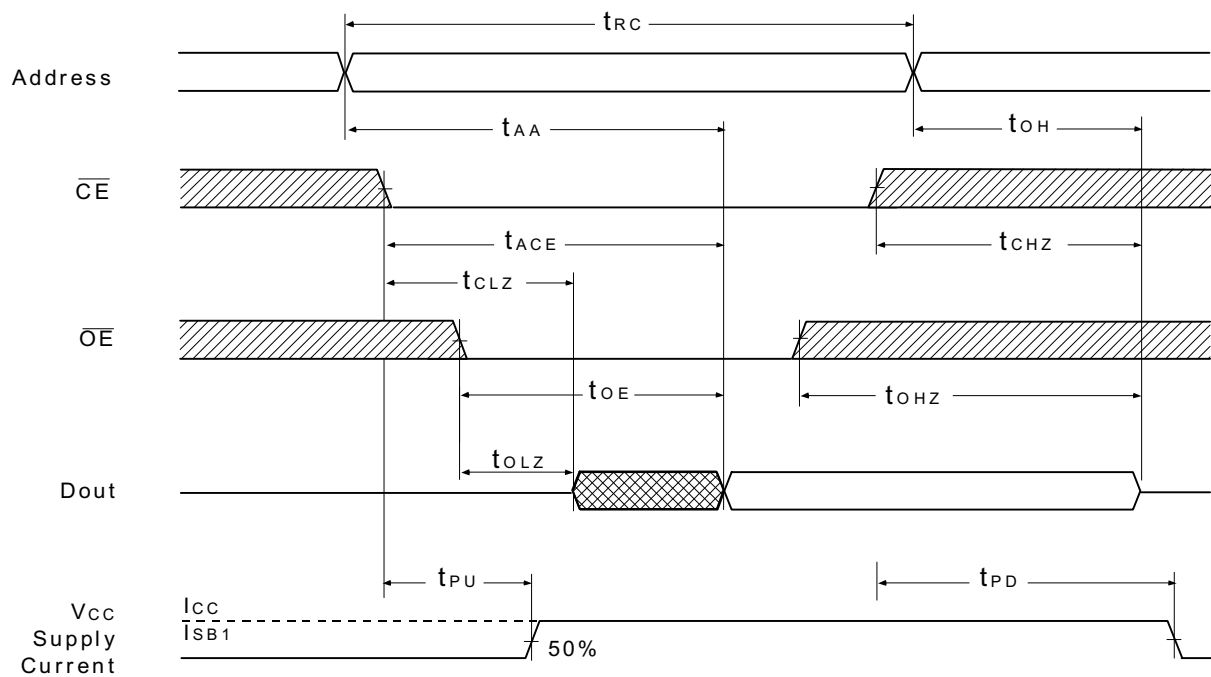 tRC
Address
tAA
tOH
CE
tACE
tCHZ
tCLZ
OE
tOE
tOHZ
tOLZ
Dout
tPU
tPD
VCC
ICC
Supply
ISB1
50%
Current